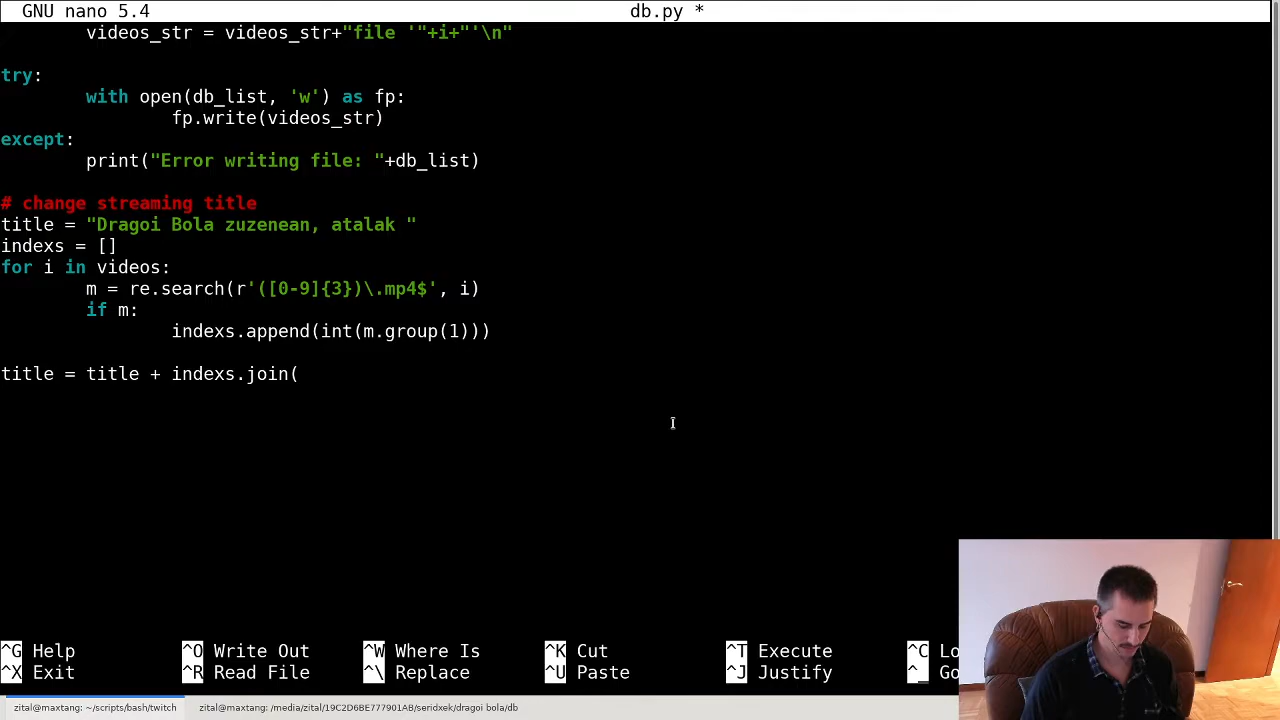 GNU nano 5.4 db.py *
videos_str = videos_str+"file '"+i+"'\n"
try:
with open(db_list, 'w') as fp:
fp.write(videos_str)
except:
print("Error writing file: "+db_list)
# change streaming title
title = "Dragoi Bola zuzenean, atalak "
indexs = []
for i in videos:
m = re.search(r'([0-9]{3})\.mp4$', i)
if m:
indexs.append(int(m.group(1)))
title = title + indexs.join(
^G Help ^O Write Out ^W Where Is ^K Cut ^T Execute ^C Lo
^X Exit ^R Read File ^\ Replace ^U Paste ^J Justify ^_ Go
zital@maxtang: ~/scripts/bash/twitch zital@maxtang: /media/zital/19C2D6BE777901AB/seridxek/dragoi bola/db